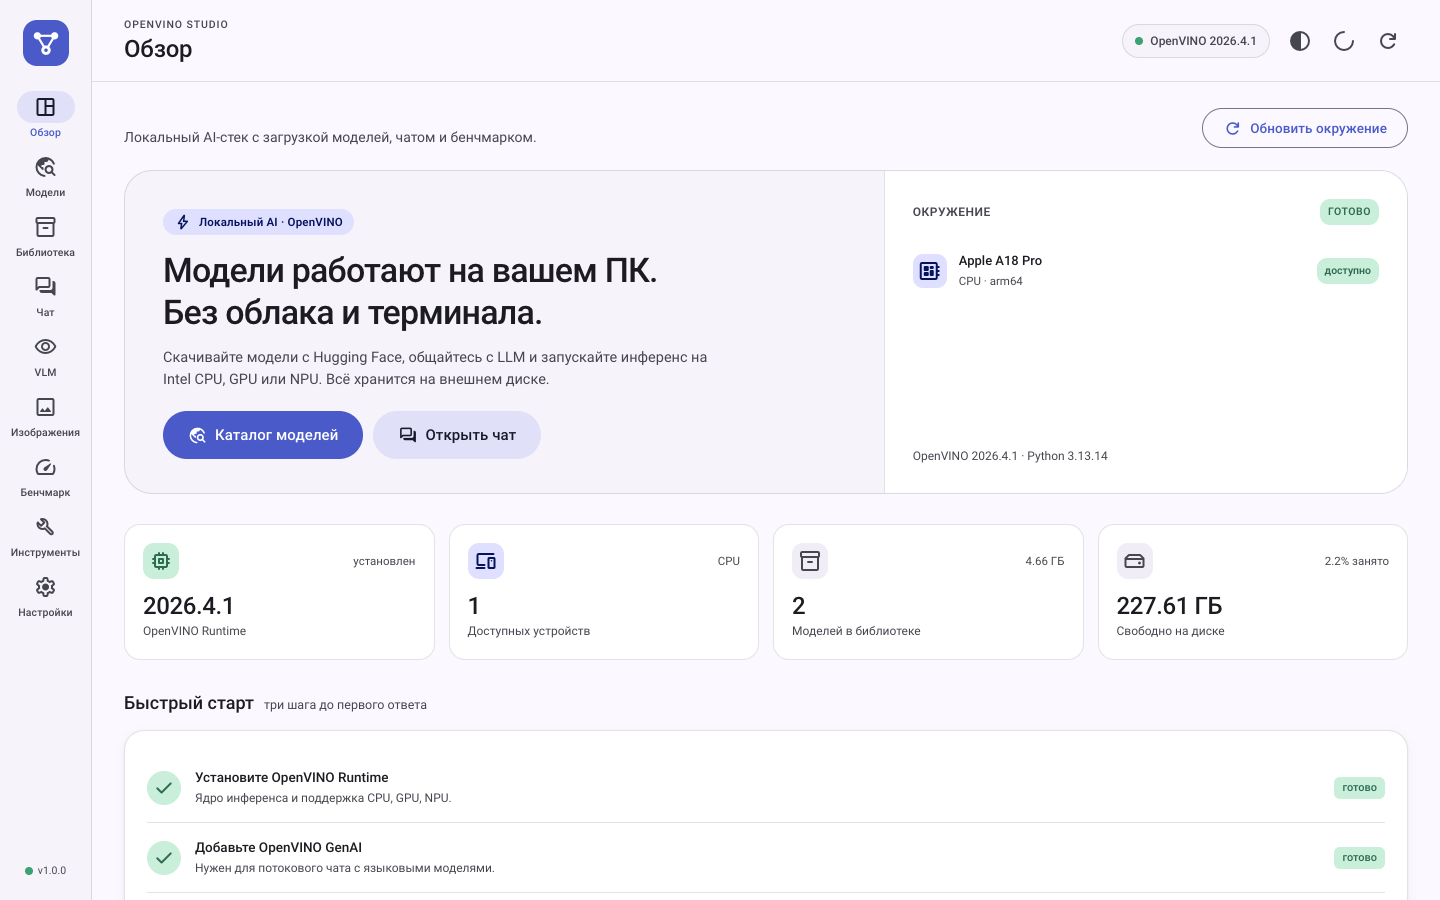 OPENVINO STUDIO
Обзор
OpenVINO 2026.4.1
Обзор
Модели
Библиотека
Чат
VLM
Изображения
Бенчмарк
Инструменты
Настройки
v1.0.0
Локальный AI-стек с загрузкой моделей, чатом и бенчмарком.
Обновить окружение
Локальный AI · OpenVINO
Модели работают на вашем ПК.
Без облака и терминала.
Скачивайте модели с Hugging Face, общайтесь с LLM и запускайте инференс на
Intel CPU, GPU или NPU. Всё хранится на внешнем диске.
Каталог моделей
Открыть чат
ОКРУЖЕНИЕ
ГОТОВО
Apple A18 Pro
CPU · arm64
доступно
OpenVINO 2026.4.1 · Python 3.13.14
установлен
2026.4.1
OpenVINO Runtime
CPU
1
Доступных устройств
4.66 ГБ
2
Моделей в библиотеке
2.2% занято
227.61 ГБ
Свободно на диске
Быстрый старт три шага до первого ответа
Установите OpenVINO Runtime
Ядро инференса и поддержка CPU, GPU, NPU.
готово
Добавьте OpenVINO GenAI
Нужен для потокового чата с языковыми моделями.
готово